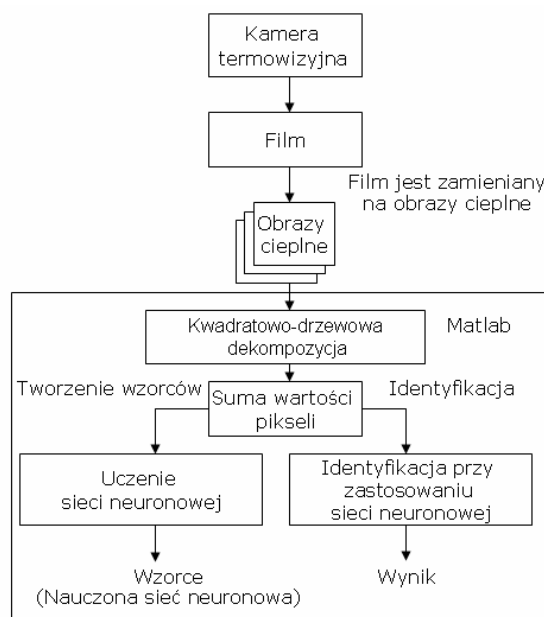 Kamera
termowizyjna
Film
Film jest zamieniany
na obrazy cieplne
Obrazy
cieplne
Kwadratowo-drzewowa
dekompozycja
Matlab
Tworzenie wzorców
Suma wartości
pikseli
Identyfikacja
Uczenie
sieci neuronowej
Identyfikacja przy
zastosowaniu
sieci neuronowej
Wzorce
(Nauczona sieć neuronowa)
Wynik